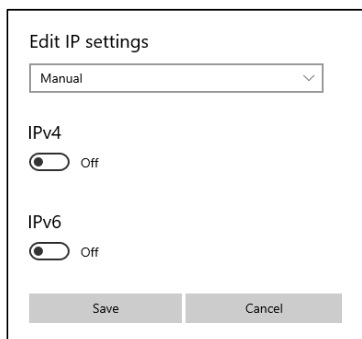 Edit IP settings
Manual
IPv4
Off
IPv6
Off
Save Cancel